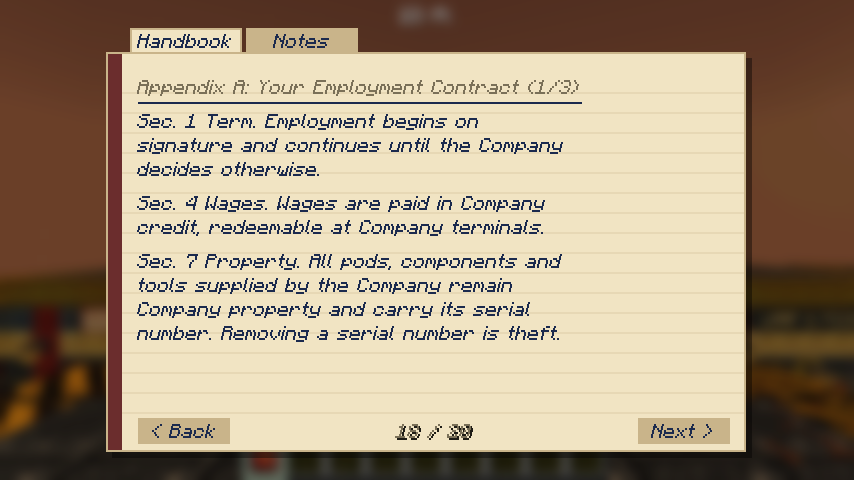 Handbook
Notes
Appendix A: Your Employment Contract (1/3)
Sec. 1 Term. Employment begins on
signature and continues until the Company
decides otherwise.
Sec. 4 Wages. Wages are paid in Company
credit, redeemable at Company terminals.
Sec. 7 Property. All pods, components and
tools supplied by the Company remain
Company property and carry its serial
number. Removing a serial number is theft.
< Back
18 / 20
Next >